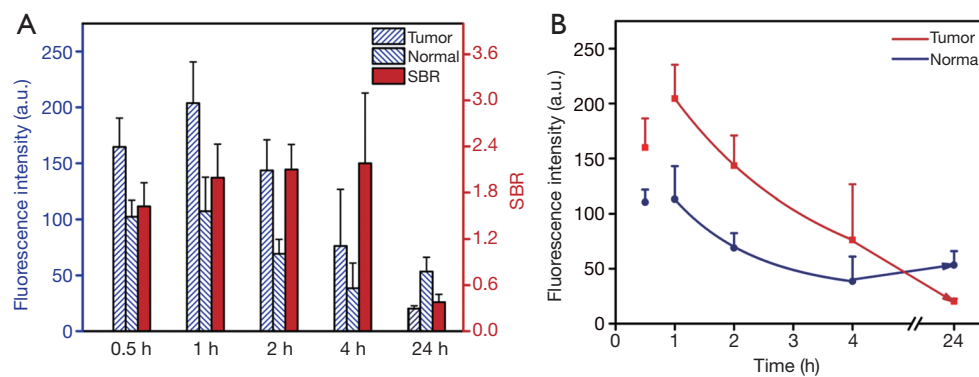 A
Fluorescence intensity (a.u.)
250
200
150
100
50
0
Tumor
Normal
SBR
3.6
3.0
2.4
1.8
1.2
0.6
0.0
SBR
0.5 h 1 h 2 h 4 h 24 h
B
Fluorescence intensity (a.u.)
250
200
150
100
50
0
Tumor
Norma
0 1 2 3 4 24
Time (h)